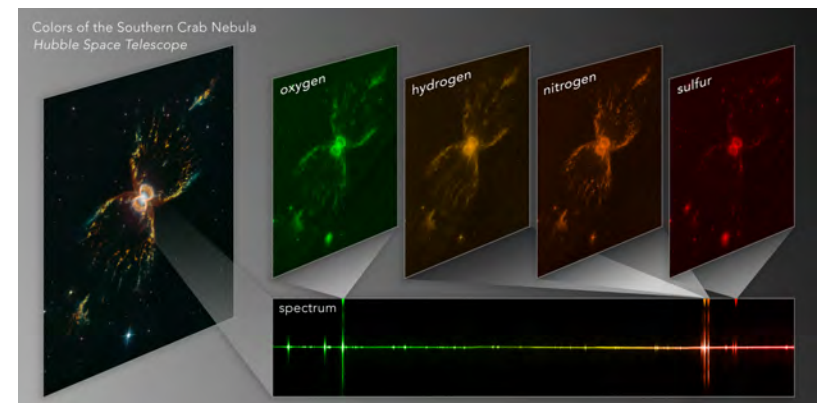 Colors of the Southern Crab Nebula
Hubble Space Telescope
oxygen
hydrogen
nitrogen
sulfur
spectrum